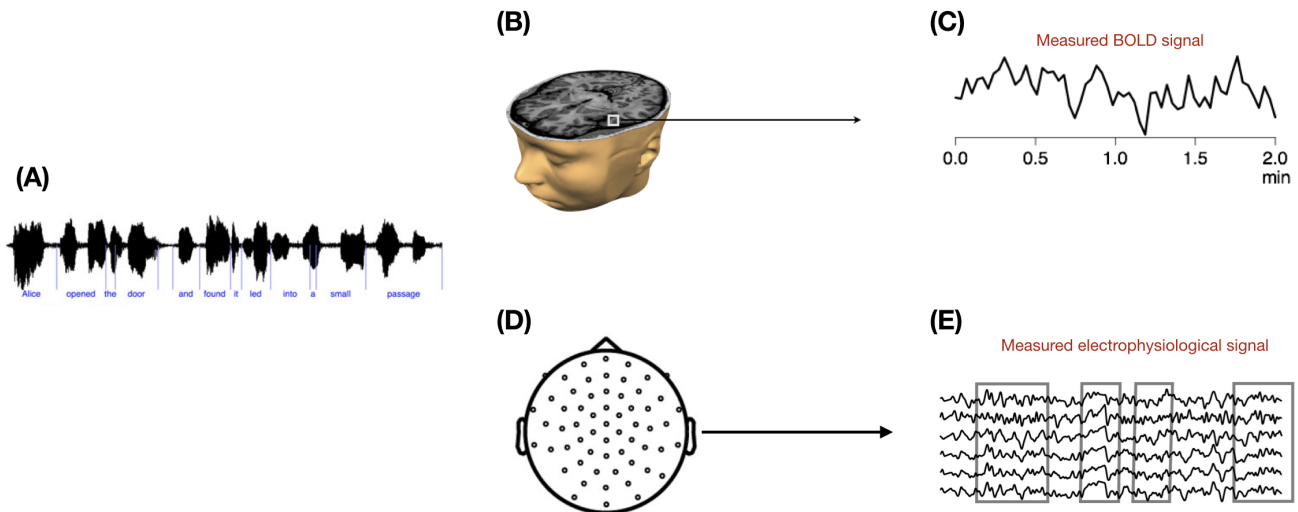 (A)
Alice opened the door and found it led into a small passage
(B)
(C)
Measured BOLD signal
0.0 0.5 1.0 1.5 2.0
min
(D)
(E)
Measured electrophysiological signal